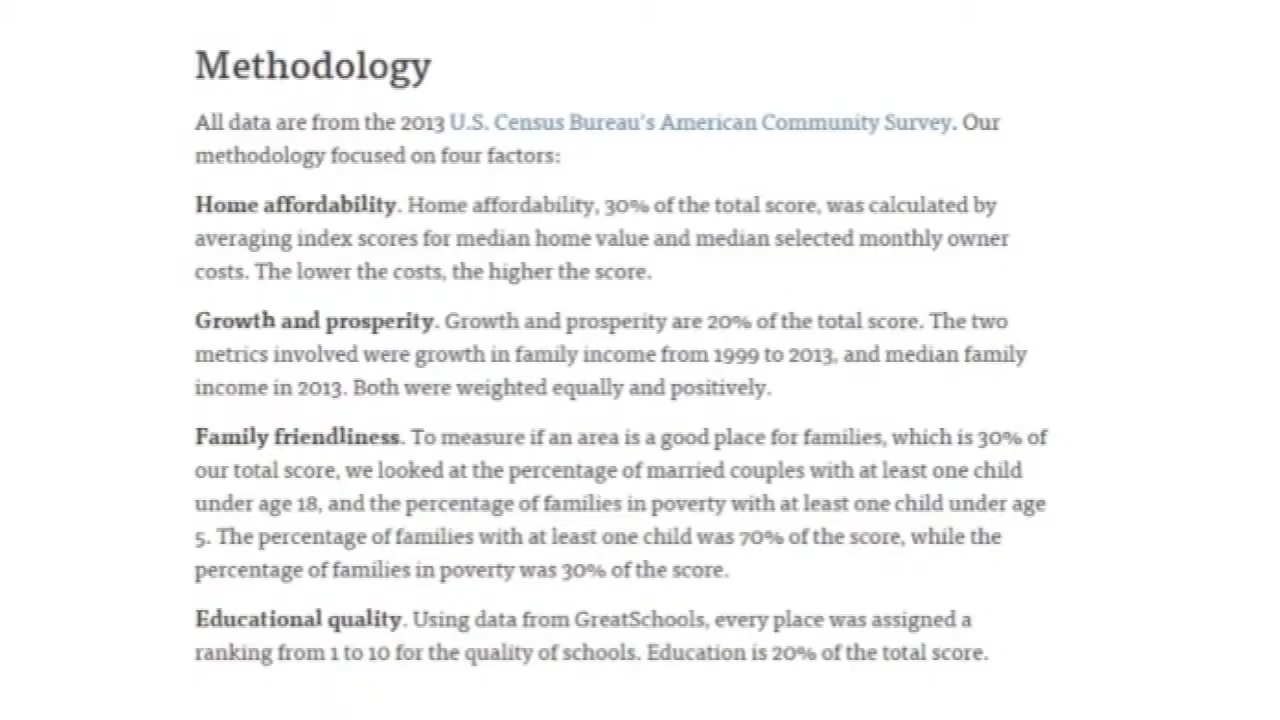 Methodology
All data are from the 2013 U.S. Census Bureau's American Community Survey. Our
methodology focused on four factors:
Home affordability. Home affordability, 30% of the total score, was calculated by
averaging index scores for median home value and median selected monthly owner
costs. The lower the costs, the higher the score.
Growth and prosperity. Growth and prosperity are 20% of the total score. The two
metrics involved were growth in family income from 1999 to 2013, and median family
income in 2013. Both were weighted equally and positively.
Family friendliness. To measure if an area is a good place for families, which is 30% of
our total score, we looked at the percentage of married couples with at least one child
under age 18, and the percentage of families in poverty with at least one child under age
5. The percentage of families with at least one child was 70% of the score, while the
percentage of families in poverty was 30% of the score.
Educational quality. Using data from GreatSchools, every place was assigned a
ranking from 1 to 10 for the quality of schools. Education is 20% of the total score.